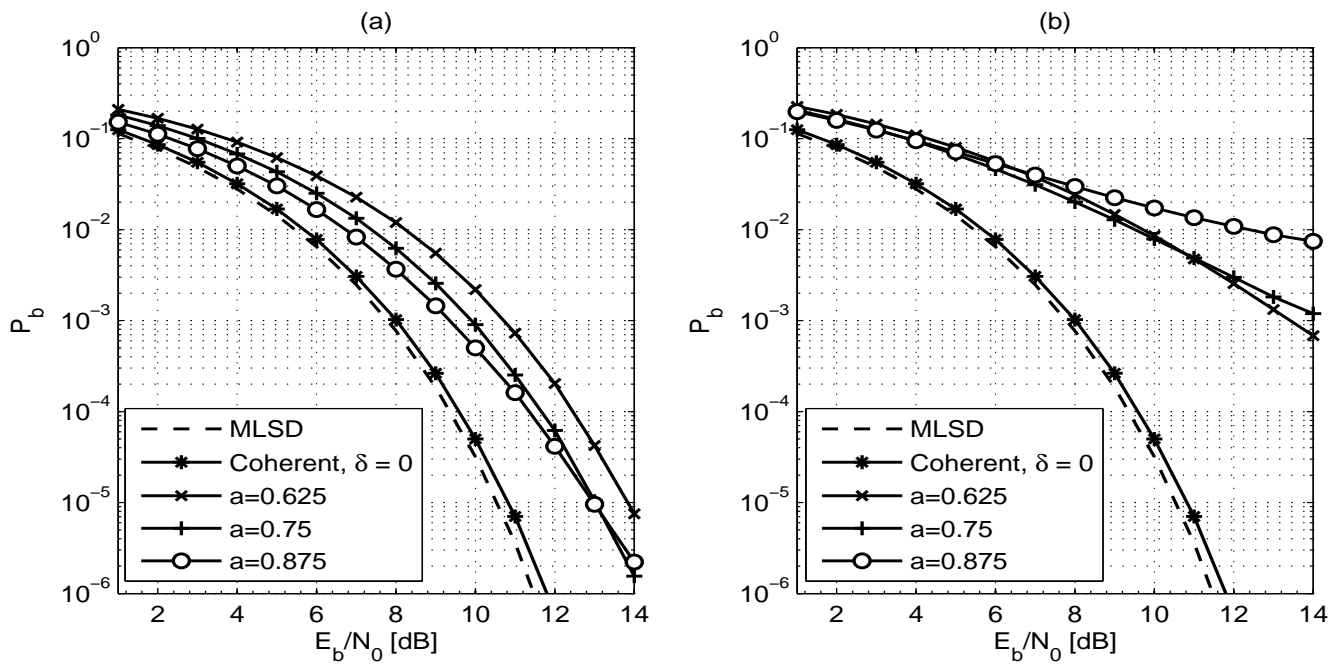 (a)
10^0
10^−1
10^−2
10^−3
10^−4
10^−5
10^−6
P_b
2 4 6 8 10 12 14
E_b/N_0 [dB]
MLSD
Coherent, δ = 0
a=0.625
a=0.75
a=0.875
(b)
10^0
10^−1
10^−2
10^−3
10^−4
10^−5
10^−6
P_b
2 4 6 8 10 12 14
E_b/N_0 [dB]
MLSD
Coherent, δ = 0
a=0.625
a=0.75
a=0.875